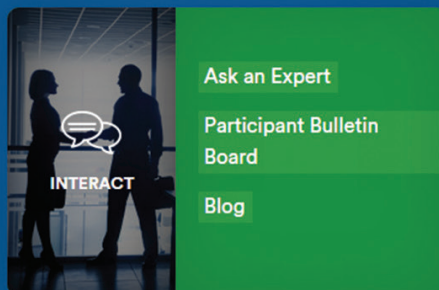 INTERACT
Ask an Expert
Participant Bulletin
Board
Blog